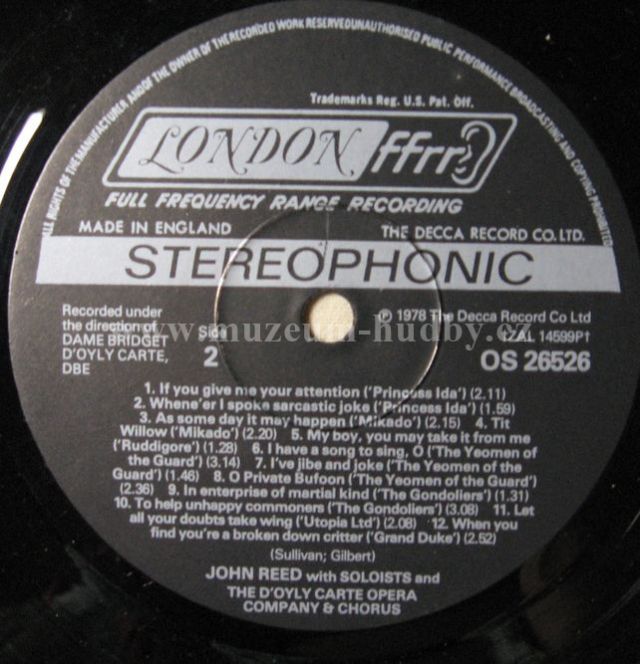 ALL RIGHTS OF THE MANUFACTURER AND OF THE OWNER OF THE RECORDED WORK RESERVED UNAUTHORISED PUBLIC PERFORMANCE BROADCASTING AND COPYING PROHIBITED
Trademarks Reg. U.S. Pat. Off.
LONDON ffrr
FULL FREQUENCY RANGE RECORDING
MADE IN ENGLAND THE DECCA RECORD CO. LTD.
STEREOPHONIC
Recorded under
the direction of
DAME BRIDGET
D'OYLY CARTE,
DBE
Side
2
℗ 1978 The Decca Record Co Ltd
†ZAL 14599P†
OS 26526
www.muzeum-hudby.cz
1. If you give me your attention ('Princess Ida') (2.11)
2. Whene'er I spoke sarcastic joke ('Princess Ida') (1.59)
3. As some day it may happen ('Mikado') (2.15) 4. Tit
Willow ('Mikado') (2.20) 5. My boy, you may take it from me
('Ruddigore') (1.28) 6. I have a song to sing, O ('The Yeomen of
the Guard') (3.14) 7. I've jibe and joke ('The Yeomen of the
Guard') (1.46) 8. O Private Bufoon ('The Yeomen of the Guard')
(2.36) 9. In enterprise of martial kind ('The Gondoliers') (1.31)
10. To help unhappy commoners ('The Gondoliers') (3.08) 11. Let
all your doubts take wing ('Utopia Ltd') (2.08) 12. When you
find you're a broken down critter ('Grand Duke') (2.52)
(Sullivan; Gilbert)
JOHN REED with SOLOISTS and
THE D'OYLY CARTE OPERA
COMPANY & CHORUS